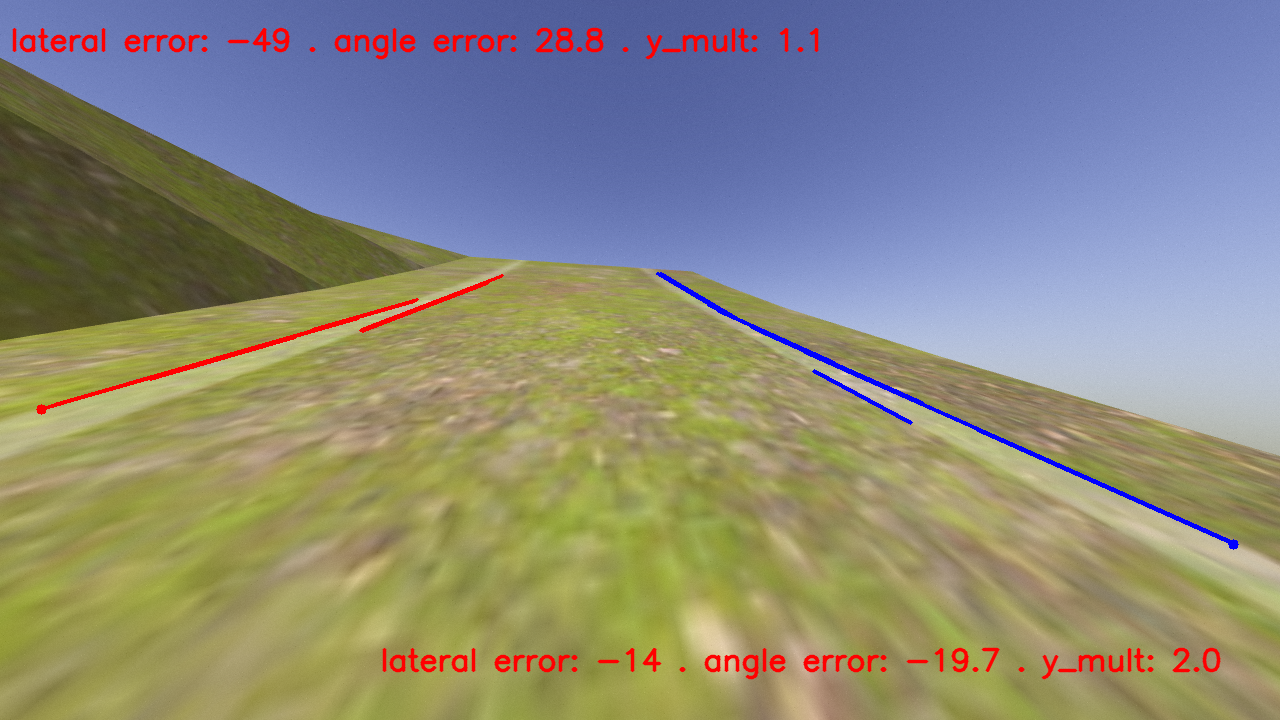 lateral error: -49 . angle error: 28.8 . y_mult: 1.1
lateral error: -14 . angle error: -19.7 . y_mult: 2.0